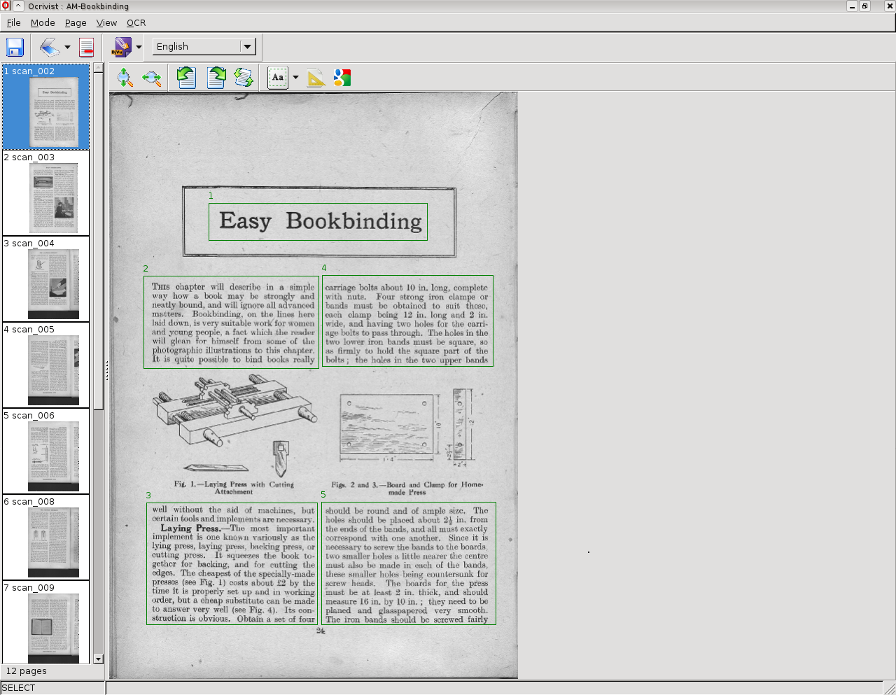 Ocrivist : AM-Bookbinding
File Mode Page View OCR
English
Aa
1 scan_002
2 scan_003
3 scan_004
4 scan_005
5 scan_006
6 scan_008
7 scan_009
12 pages
SELECT
1
Easy Bookbinding
2
THIS chapter will describe in a simple
way how a book may be strongly and
neatly bound, and will ignore all advanced
matters. Bookbinding, on the lines here
laid down, is very suitable work for women
and young people, a fact which the reader
will glean for himself from some of the
photographic illustrations to this chapter.
It is quite possible to bind books really
Fig. 1.—Laying Press with Cutting
Attachment
3
well without the aid of machines, but
certain tools and implements are necessary.
Laying Press.—The most important
implement is one known variously as the
lying press, laying press, backing press, or
cutting press. It squeezes the book to-
gether for backing, and for cutting the
edges. The cheapest of the specially-made
presses (see Fig. 1) costs about £2 by the
time it is properly set up and in working
order, but a cheap substitute can be made
to answer very well (see Fig. 4). Its con-
struction is obvious. Obtain a set of four
4
carriage bolts about 10 in. long, complete
with nuts. Four strong iron clamps or
bands must be obtained to suit these,
each clamp being 12 in. long and 2 in.
wide, and having two holes for the carri-
age bolts to pass through. The holes in the
two lower iron bands must be square, so
as firmly to hold the square part of the
bolts ; the holes in the two upper bands
Figs. 2 and 3.—Board and Clamp for Home-
made Press
5
should be round and of ample size. The
holes should be placed about 2½ in. from
the ends of the bands, and all must exactly
correspond with one another. Since it is
necessary to screw the bands to the boards,
two smaller holes a little nearer the centre
must also be made in each of the bands,
these smaller holes being countersunk for
screw heads. The boards for the press
must be at least 2 in. thick, and should
measure 16 in. by 10 in. ; they need to be
planed and glasspapered very smooth.
The iron bands should be screwed fairly